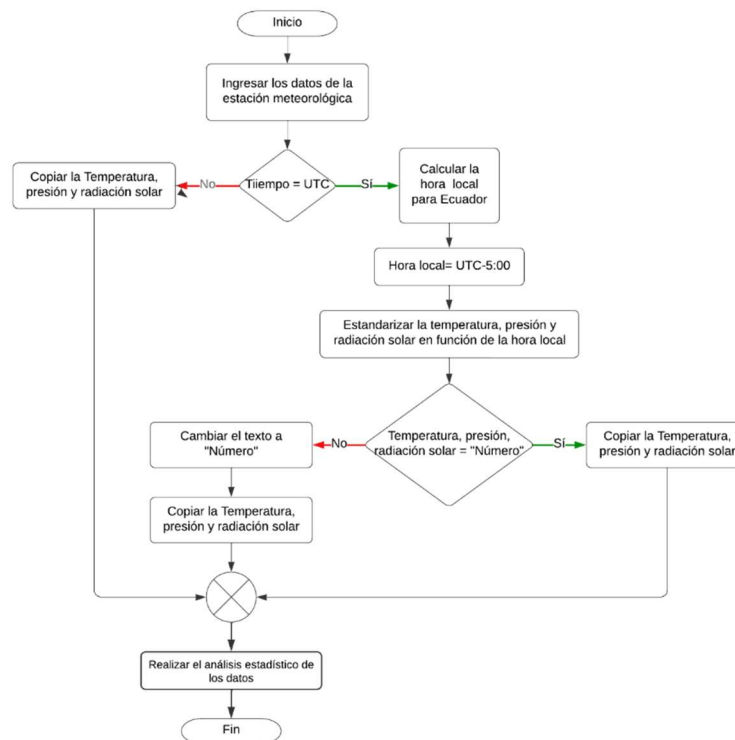 Inicio
Ingresar los datos de la
estación meteorológica
Tiiempo = UTC
No
Sí
Copiar la Temperatura,
presión y radiación solar
Calcular la
hora local
para Ecuador
Hora local= UTC-5:00
Estandarizar la temperatura, presión y
radiación solar en función de la hora local
Temperatura, presión,
radiación solar = "Número"
No
Sí
Cambiar el texto a
"Número"
Copiar la Temperatura,
presión y radiación solar
Copiar la Temperatura,
presión y radiación solar
Realizar el análisis estadístico de
los datos
Fin